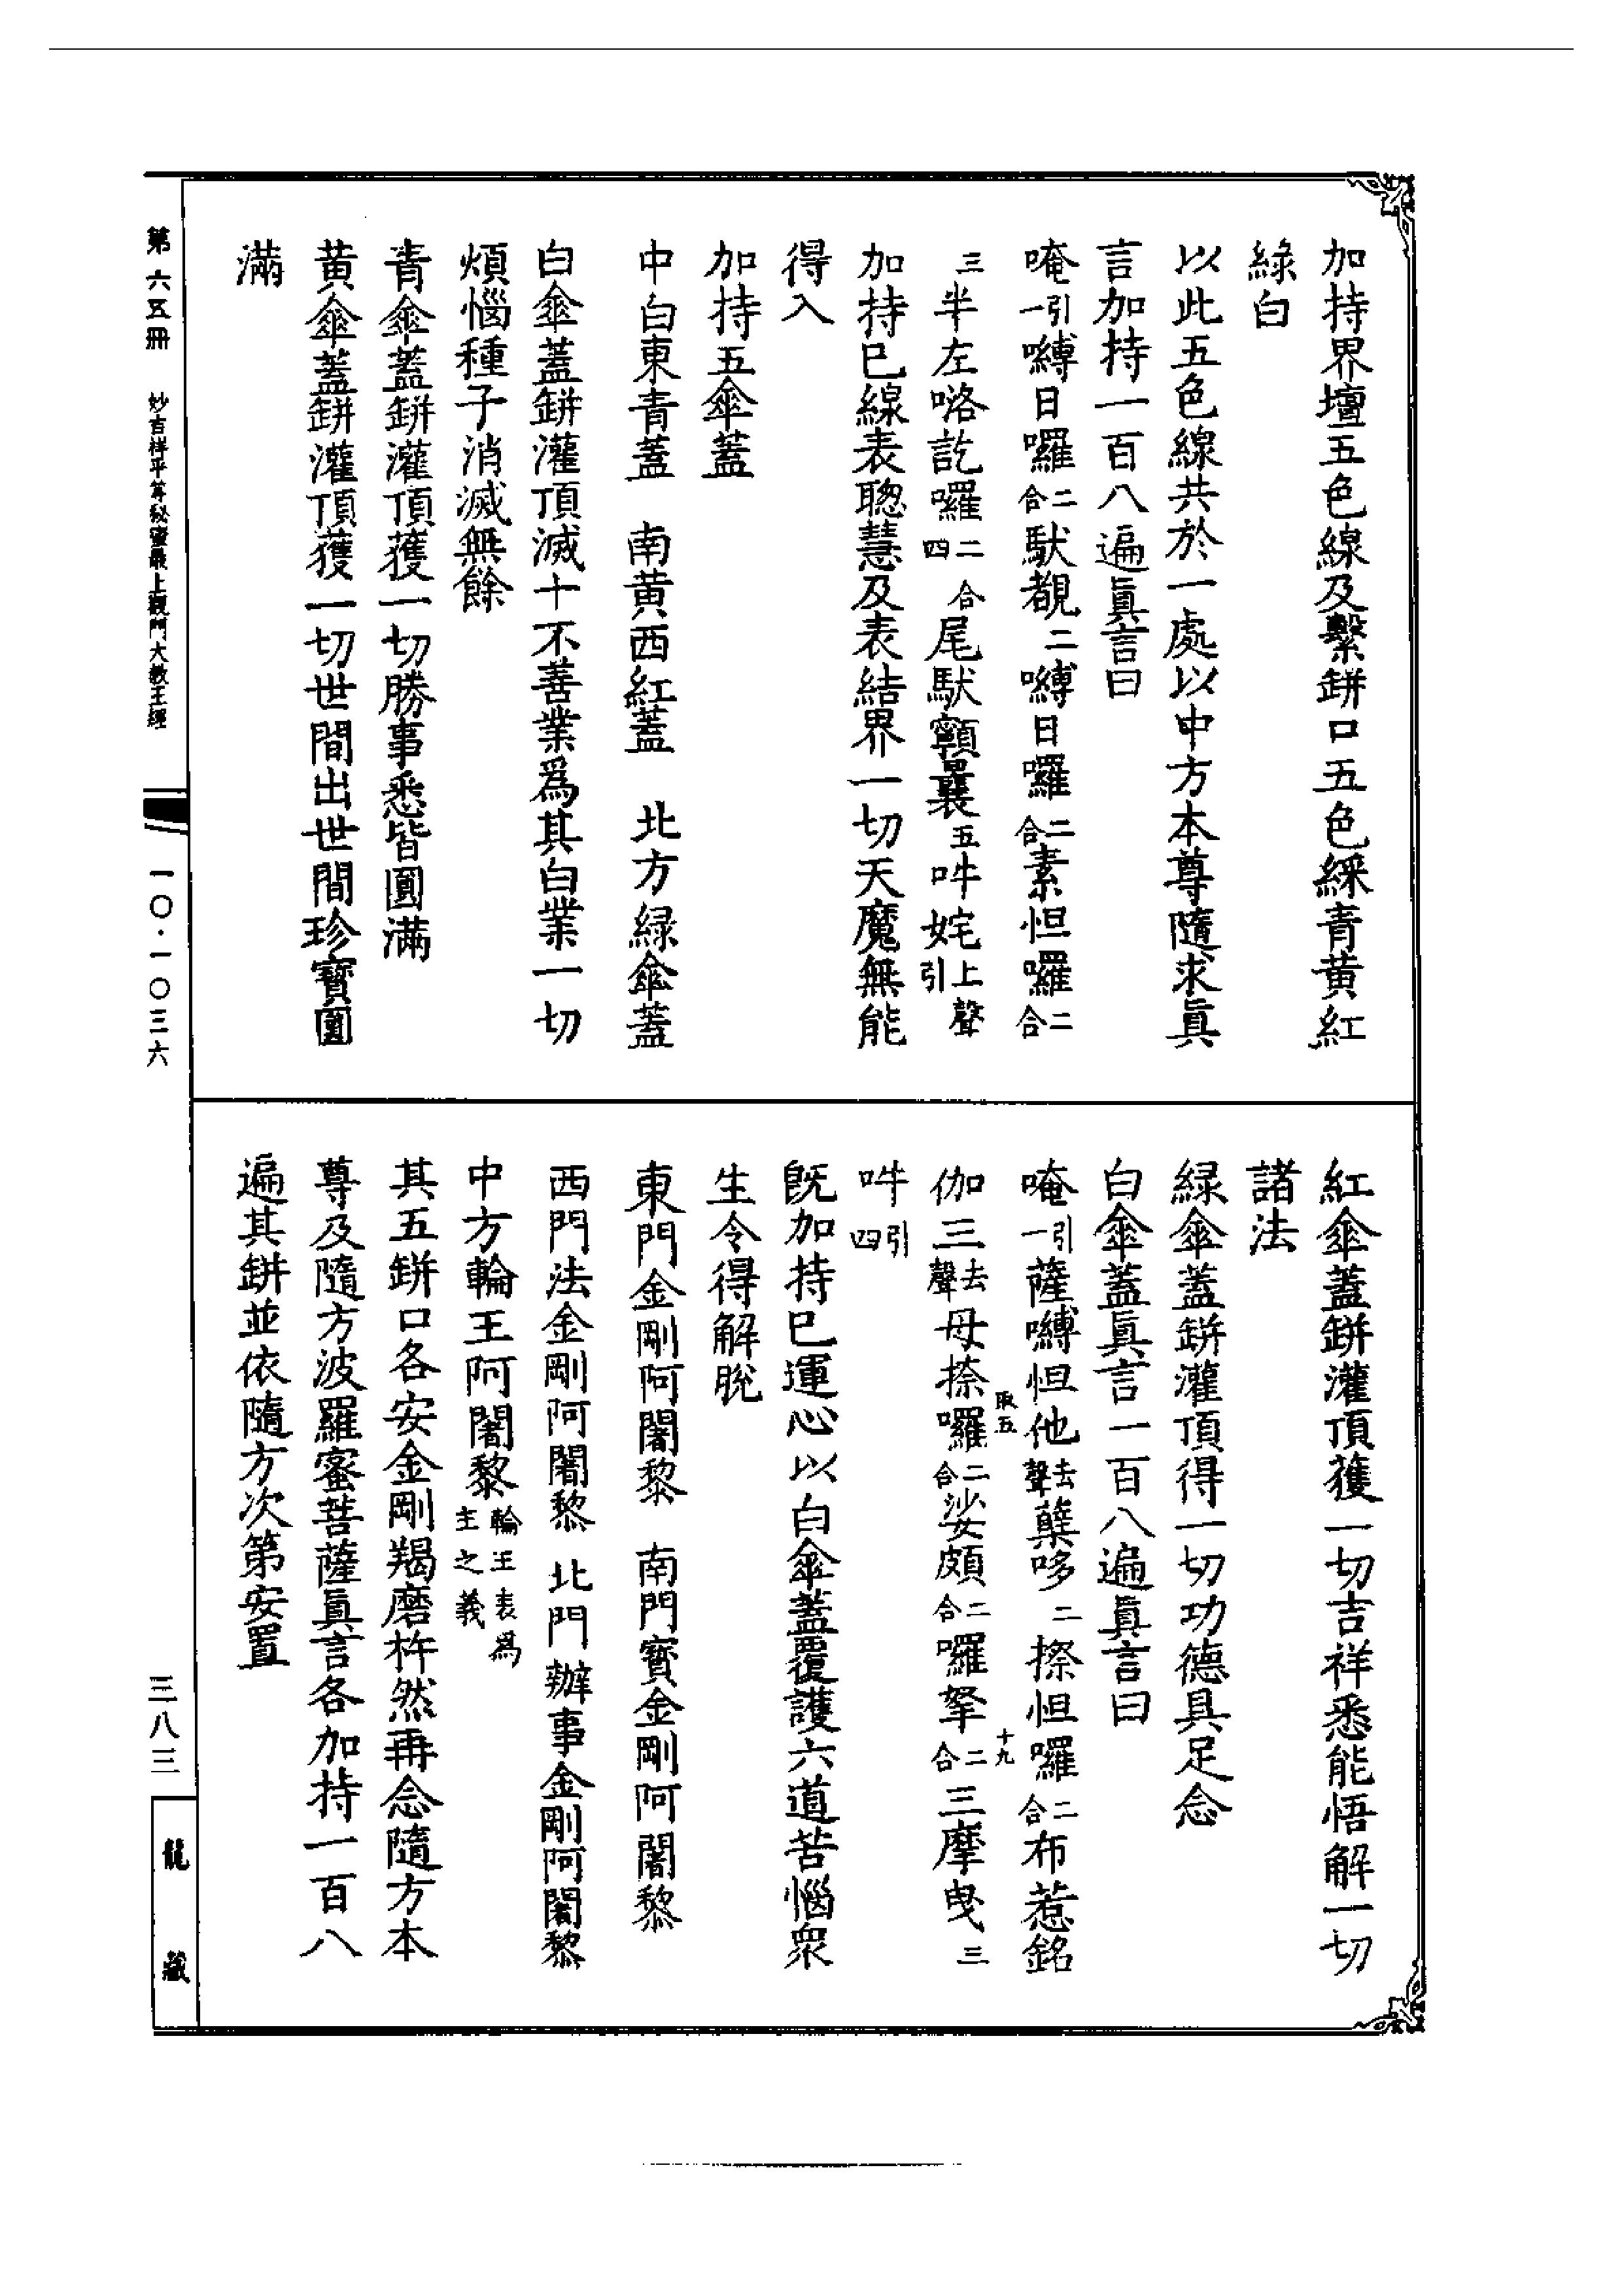 加持界壇五色線及繫缾口五色綵青黄紅
綠白
以此五色線共於一處以中方本尊隨求眞
言加持一百八遍眞言曰
唵引一嚩日囉二合馱覩二嚩日囉二合素怛囉二合
三半左咯訖囉二合四尾馱顙曩五吽姹上聲引
加持巳線表聰慧及表結界一切天魔無能
得入
加持五傘蓋
中白東青蓋　南黄西紅蓋　北方緑傘蓋
白傘蓋缾灌頂滅十不善業爲其白業一切
煩惱種子消滅無餘
青傘蓋缾灌頂獲一切勝事悉皆圓滿
黄傘蓋缾灌頂獲一切世間出世間珍寶圓
滿
紅傘蓋缾灌頂獲一切吉祥悉能悟解一切
諸法
緑傘蓋缾灌頂得一切功德具足念
白傘蓋眞言一百八遍眞言曰
唵引一薩嚩怛他去聲蘖哆二擦怛囉二合布惹銘
取五　十九
伽三去聲母捺囉二合娑頗二合囉拏二合三摩曳三
吽引四
旣加持巳運心以白傘蓋覆護六道苦惱衆
生令得解脫
東門金剛阿闍黎　南門寳金剛阿闍黎
西門法金剛阿闍黎　北門辦事金剛阿闍黎
中方輪王阿闍黎輪王表爲主之義
其五缾口各安金剛羯磨杵然再念隨方本
尊及隨方波羅蜜菩薩眞言各加持一百八
遍其缾並依隨方次第安置
第六五冊　妙吉祥平等秘密最上觀門大教王經
一〇·一〇三六
三八三
龍藏